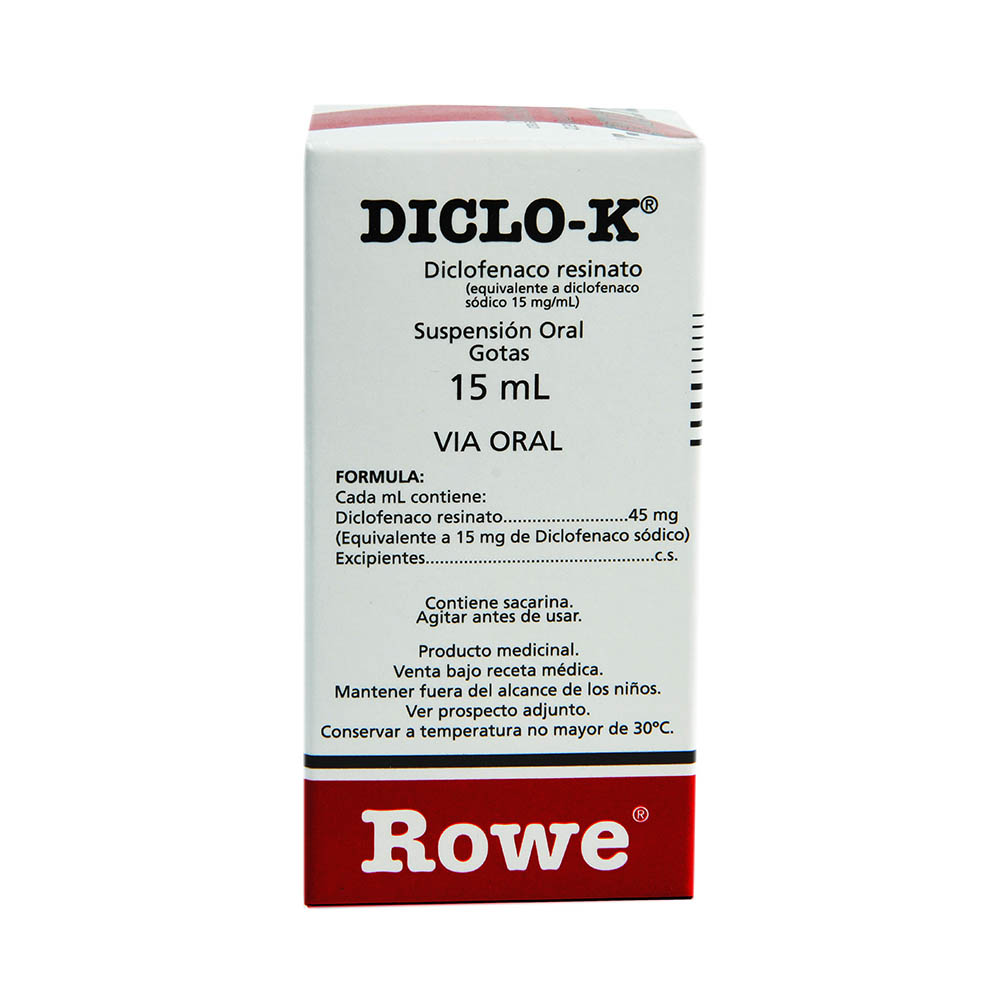 DICLO-K®
Diclofenaco resinato
(equivalente a diclofenaco
sódico 15 mg/mL)
Suspensión Oral
Gotas
15 mL
VIA ORAL
FORMULA:
Cada mL contiene:
Diclofenaco resinato..........................45 mg
(Equivalente a 15 mg de Diclofenaco sódico)
Excipientes................................................c.s.
Contiene sacarina.
Agitar antes de usar.
Producto medicinal.
Venta bajo receta médica.
Mantener fuera del alcance de los niños.
Ver prospecto adjunto.
Conservar a temperatura no mayor de 30ºC.
Rowe®